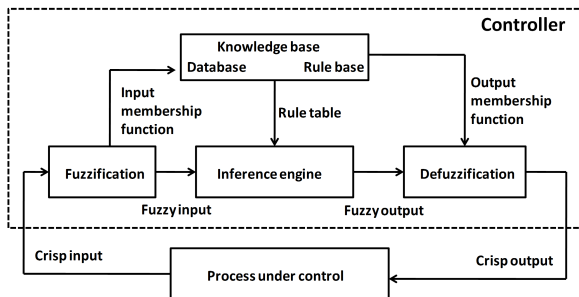 Controller
Knowledge base
Database Rule base
Input
membership
function
Rule table
Output
membership
function
Fuzzification
Inference engine
Defuzzification
Fuzzy input
Fuzzy output
Crisp input
Crisp output
Process under control